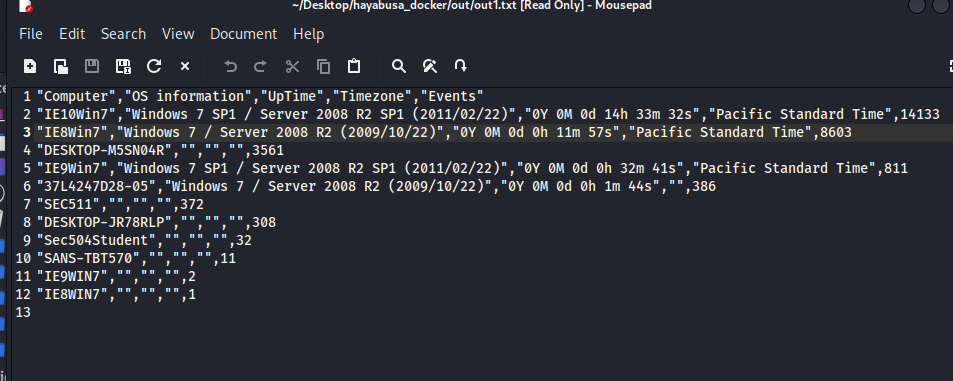 ~/Desktop/hayabusa_docker/out/out1.txt [Read Only] - Mousepad
File Edit Search View Document Help
1 "Computer","OS information","UpTime","Timezone","Events"
2 "IE10Win7","Windows 7 SP1 / Server 2008 R2 SP1 (2011/02/22)","0Y 0M 0d 14h 33m 32s","Pacific Standard Time",14133
3 "IE8Win7","Windows 7 / Server 2008 R2 (2009/10/22)","0Y 0M 0d 0h 11m 57s","Pacific Standard Time",8603
4 "DESKTOP-M5SN04R","","","",3561
5 "IE9Win7","Windows 7 SP1 / Server 2008 R2 SP1 (2011/02/22)","0Y 0M 0d 0h 32m 41s","Pacific Standard Time",811
6 "37L4247D28-05","Windows 7 / Server 2008 R2 (2009/10/22)","0Y 0M 0d 0h 1m 44s","",386
7 "SEC511","","","",372
8 "DESKTOP-JR78RLP","","","",308
9 "Sec504Student","","","",32
10 "SANS-TBT570","","","",11
11 "IE9WIN7","","","",2
12 "IE8WIN7","","","",1
13